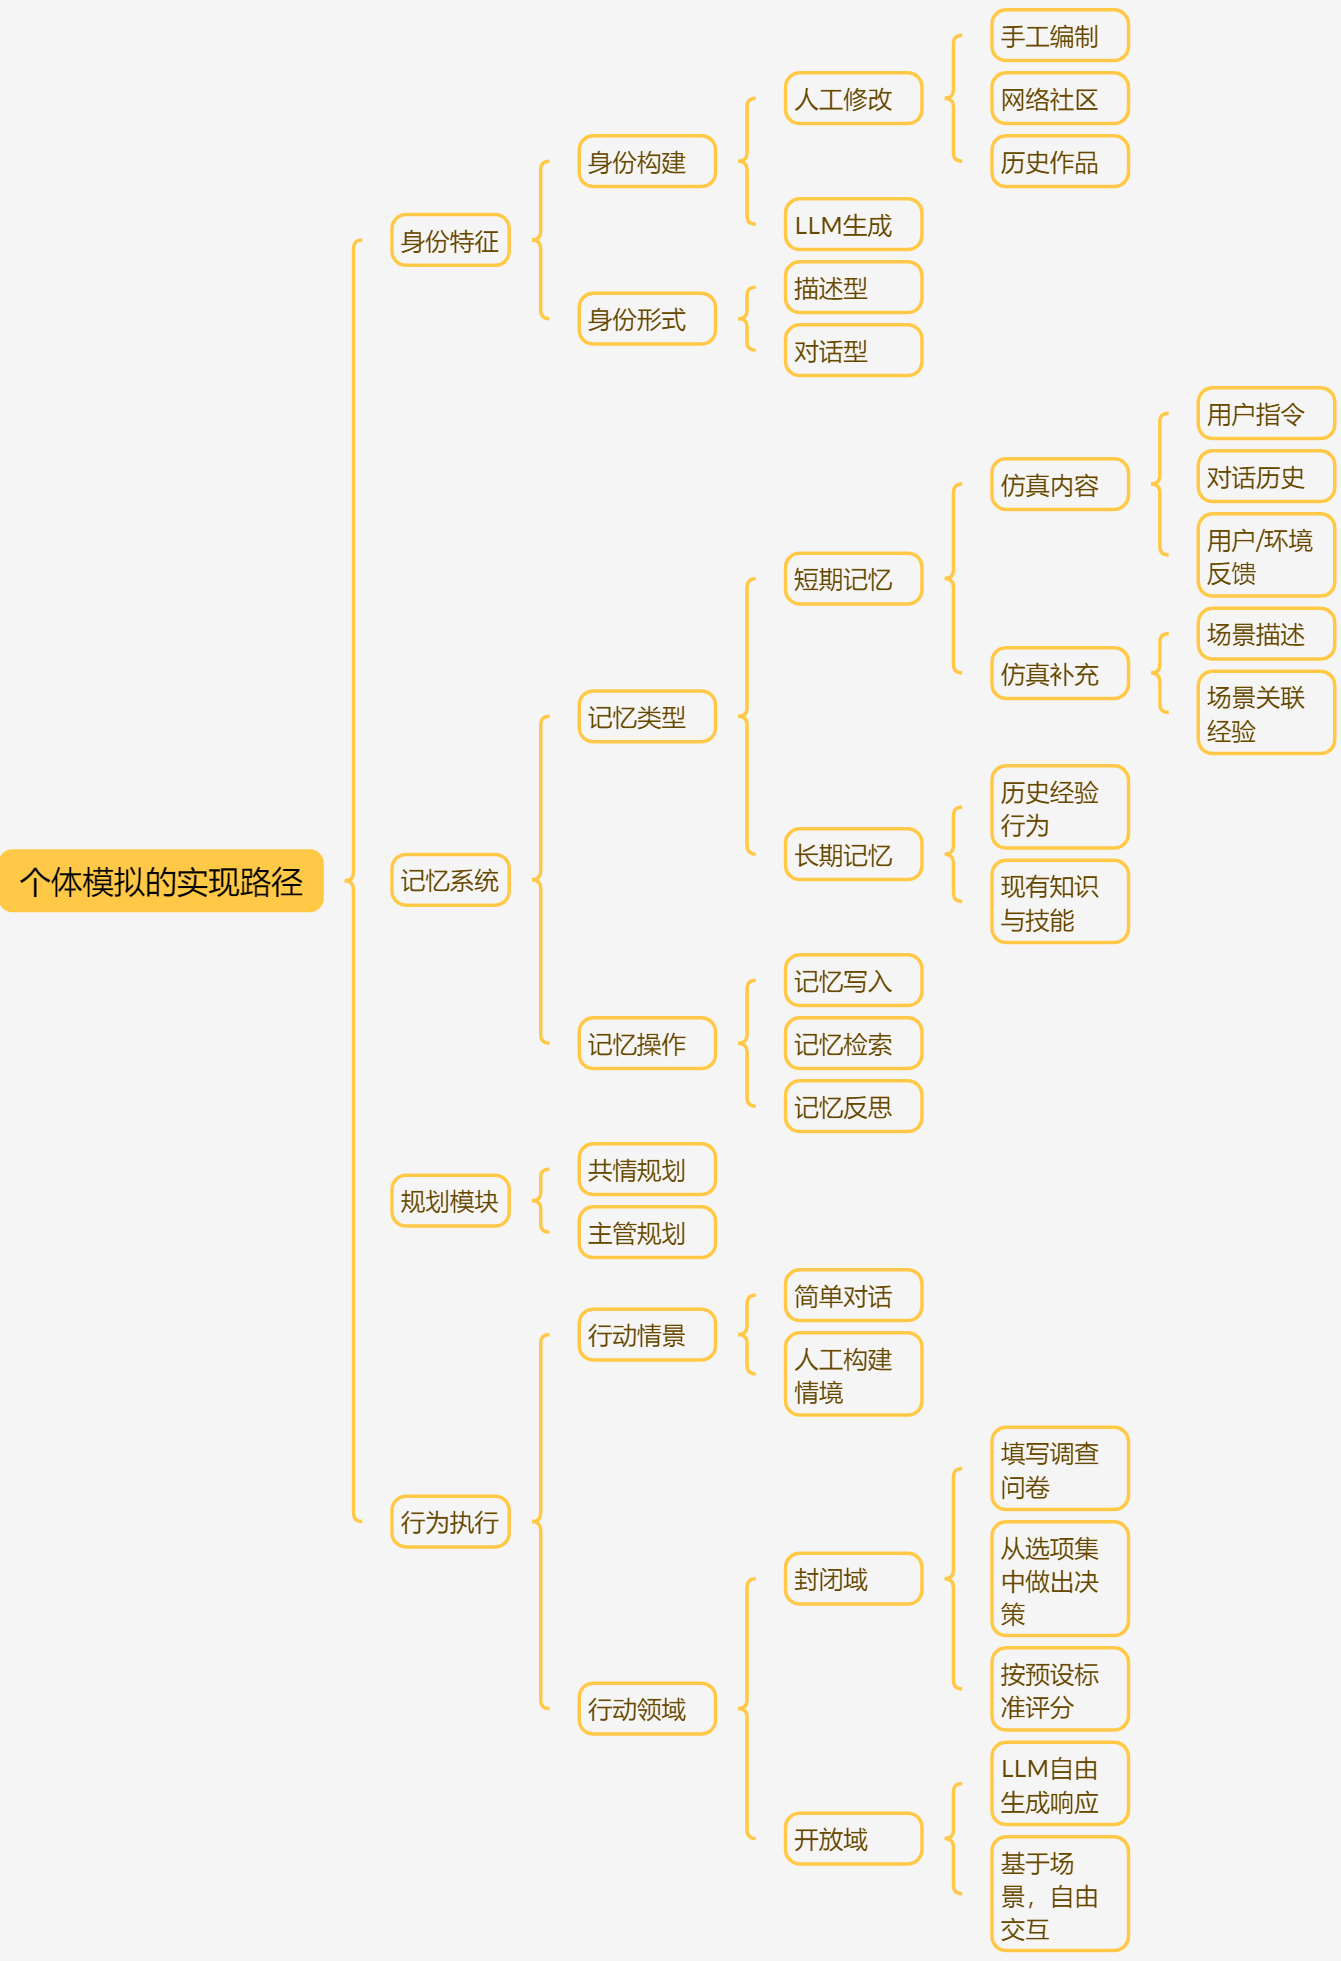 个体模拟的实现路径
身份特征
身份构建
人工修改
手工编制
网络社区
历史作品
LLM生成
身份形式
描述型
对话型
记忆系统
记忆类型
短期记忆
仿真内容
用户指令
对话历史
用户/环境
反馈
仿真补充
场景描述
场景关联
经验
长期记忆
历史经验
行为
现有知识
与技能
记忆操作
记忆写入
记忆检索
记忆反思
规划模块
共情规划
主管规划
行为执行
行动情景
简单对话
人工构建
情境
行动领域
封闭域
填写调查
问卷
从选项集
中做出决
策
按预设标
准评分
开放域
LLM自由
生成响应
基于场
景，自由
交互